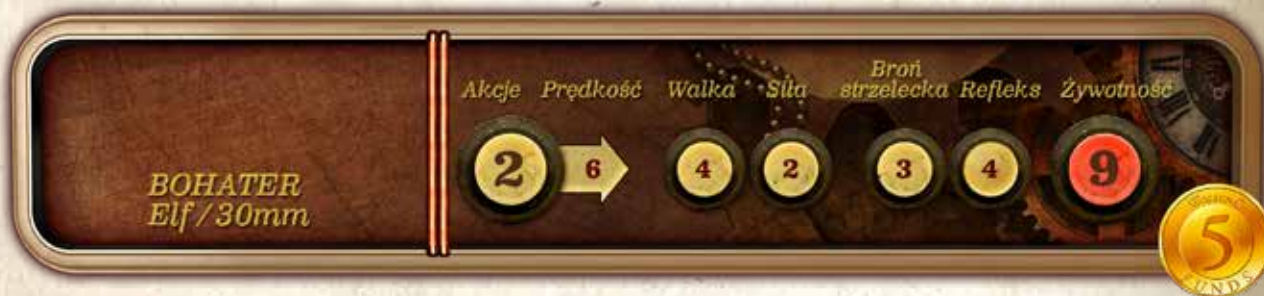 Akcje Prędkość Walka Siła Broń strzelecka Refleks Żywotność
2 6 4 2 3 4 9
BOHATER
Elf/30mm
5